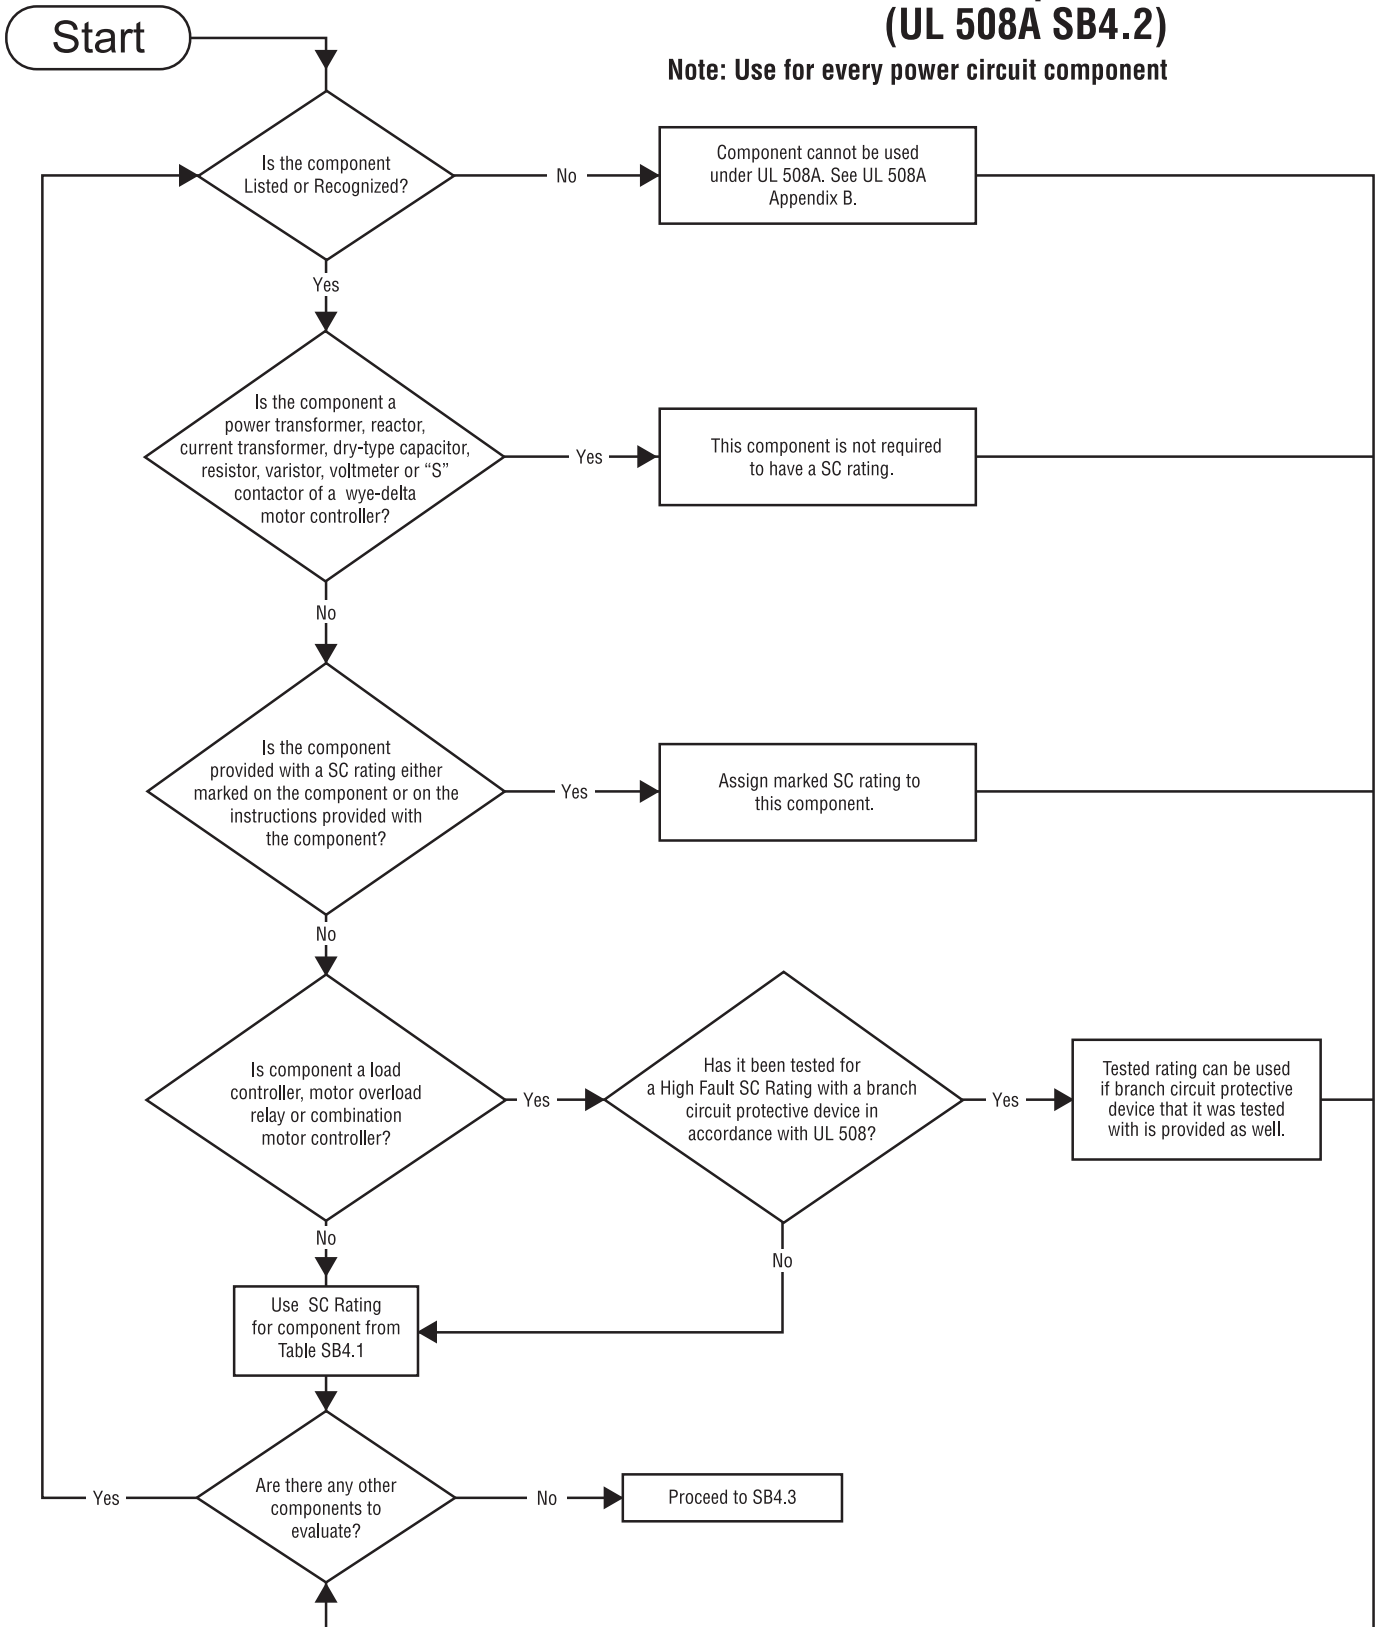 Start
(UL 508A SB4.2)
Note: Use for every power circuit component
Is the component
Listed or Recognized?
No
Component cannot be used
under UL 508A. See UL 508A
Appendix B.
Yes
Is the component a
power transformer, reactor,
current transformer, dry-type capacitor,
resistor, varistor, voltmeter or “S”
contactor of a wye-delta
motor controller?
Yes
This component is not required
to have a SC rating.
No
Is the component
provided with a SC rating either
marked on the component or on the
instructions provided with
the component?
Yes
Assign marked SC rating to
this component.
No
Is component a load
controller, motor overload
relay or combination
motor controller?
Yes
Has it been tested for
a High Fault SC Rating with a branch
circuit protective device in
accordance with UL 508?
Yes
Tested rating can be used
if branch circuit protective
device that it was tested
with is provided as well.
No
No
Use SC Rating
for component from
Table SB4.1
Yes
Are there any other
components to
evaluate?
No
Proceed to SB4.3